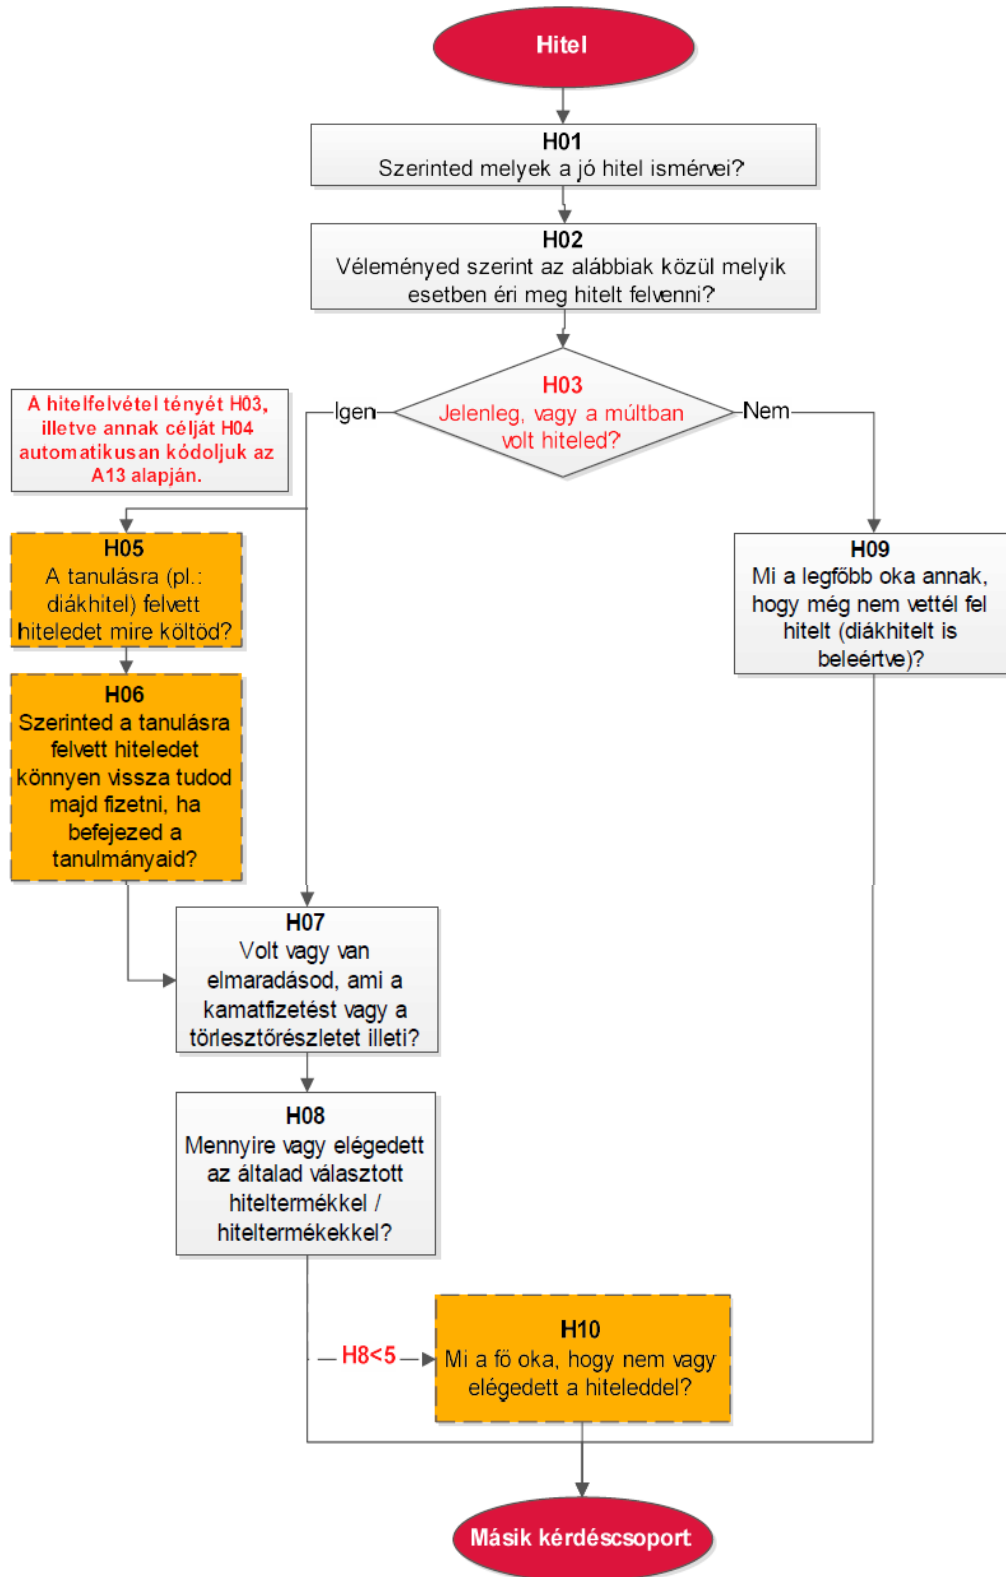 Hitel
H01
Szerinted melyek a jó hitel ismérvei?
H02
Véleményed szerint az alábbiak közül melyik
esetben éri meg hitelt felvenni?
H03
Jelenleg, vagy a múltban
volt hiteled?
Igen
Nem
A hitelfelvétel tényét H03,
illetve annak célját H04
automatikusan kódoljuk az
A13 alapján.
H05
A tanulásra (pl.:
diákhitel) felvett
hiteledet mire költöd?
H09
Mi a legfőbb oka annak,
hogy még nem vettél fel
hitelt (diákhitelt is
beleértve)?
H06
Szerinted a tanulásra
felvett hiteledet
könnyen vissza tudod
majd fizetni, ha
befejezed a
tanulmányaid?
H07
Volt vagy van
elmaradásod, ami a
kamatfizetést vagy a
törlesztőrészletet illeti?
H08
Mennyire vagy elégedett
az általad választott
hiteltermékkel /
hiteltermékekkel?
H8<5
H10
Mi a fő oka, hogy nem vagy
elégedett a hiteleddel?
Másik kérdéscsoport